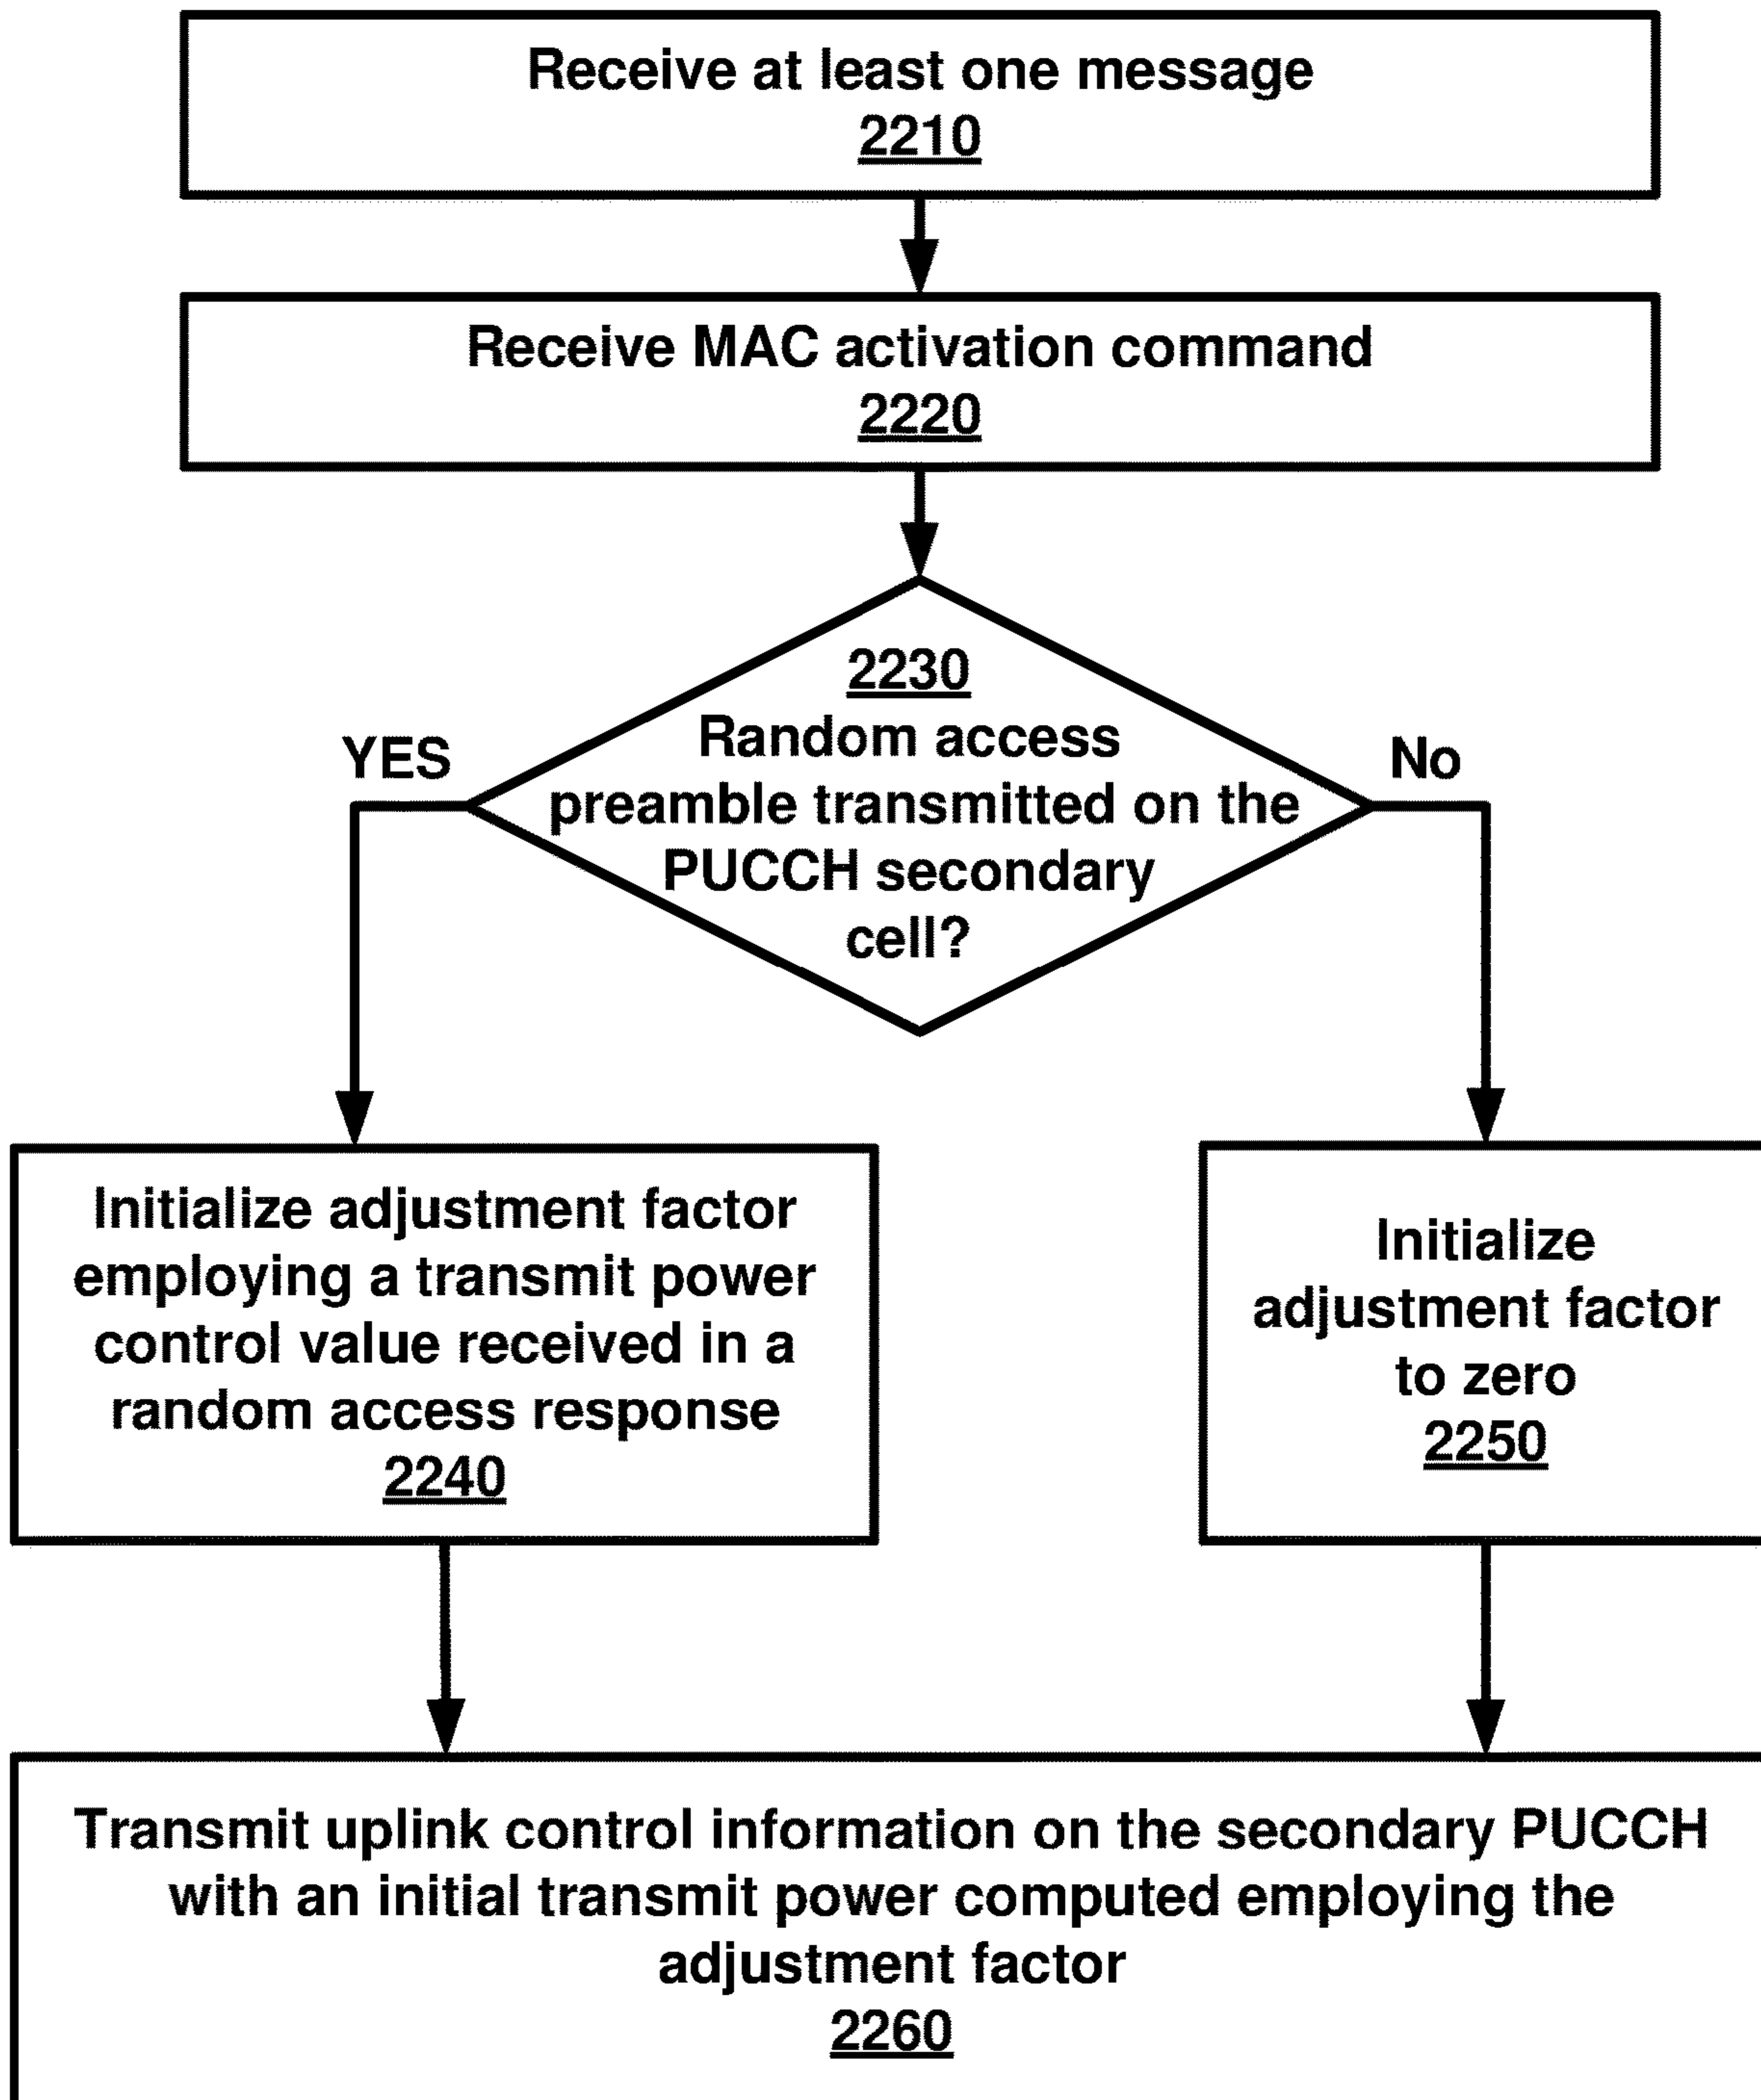 Receive at least one message
2210
Receive MAC activation command
2220
2230
Random access
preamble transmitted on the
PUCCH secondary
cell?
YES
No
Initialize adjustment factor
employing a transmit power
control value received in a
random access response
2240
Initialize
adjustment factor
to zero
2250
Transmit uplink control information on the secondary PUCCH
with an initial transmit power computed employing the
adjustment factor
2260